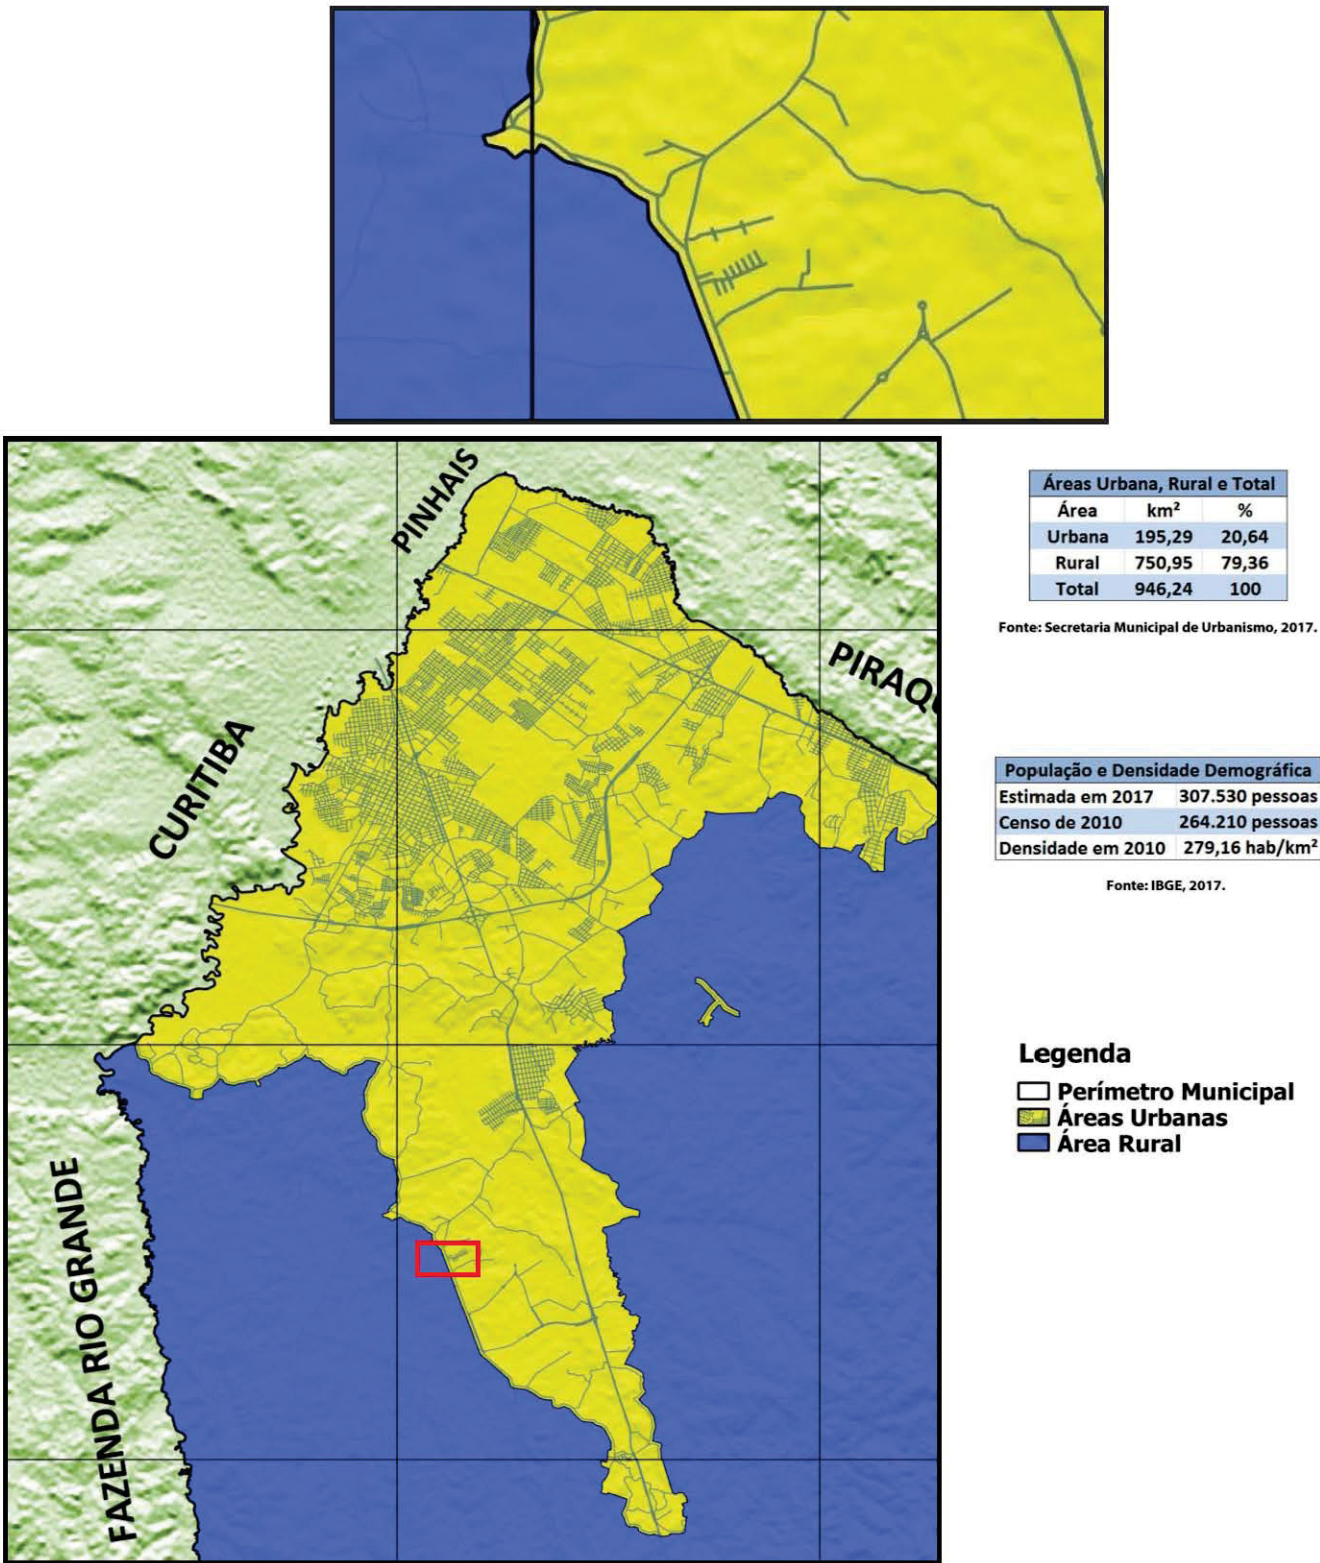 PINHAIS
PIRAQU
CURITIBA
FAZENDA RIO GRANDE
Áreas Urbana, Rural e Total
Área km² %
Urbana 195,29 20,64
Rural 750,95 79,36
Total 946,24 100
Fonte: Secretaria Municipal de Urbanismo, 2017.
População e Densidade Demográfica
Estimada em 2017 307.530 pessoas
Censo de 2010 264.210 pessoas
Densidade em 2010 279,16 hab/km²
Fonte: IBGE, 2017.
Legenda
Perímetro Municipal
Áreas Urbanas
Área Rural